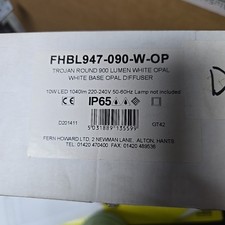 FHBL947-090-W-OP
TROJAN ROUND 900 LUMEN WHITE OPAL
WHITE BASE OPAL DIFFUSER
10W LED 1040lm 220-240V 50-60Hz Lamp not included
IP65
D201411
5031889135599
OTA2
FERN HOWARD LTD, 2 NEWMAN LANE, ALTON, HANTS,
TEL: 01420 470400 FAX: 01420
D